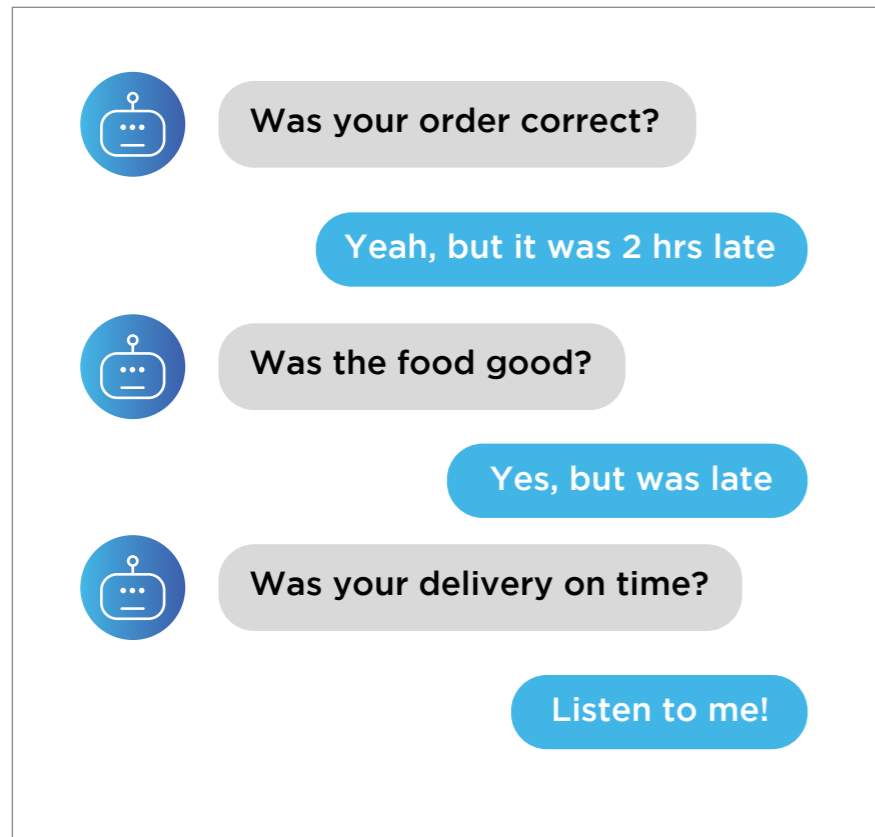 Was your order correct?
Yeah, but it was 2 hrs late
Was the food good?
Yes, but was late
Was your delivery on time?
Listen to me!